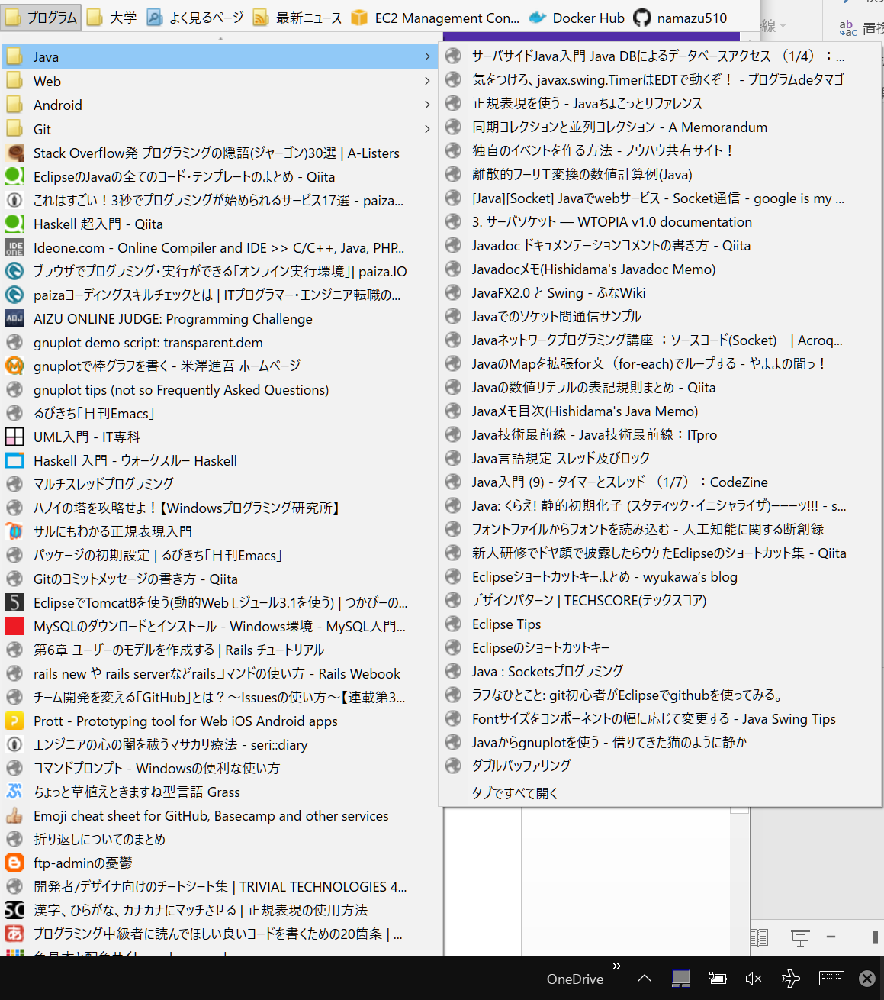 プログラム 大学 よく見るページ 最新ニュース EC2 Management Con... Docker Hub namazu510
線
置換
Java
Web
Android
Git
Stack Overflow発 プログラミングの隠語(ジャーゴン)30選 | A-Listers
EclipseのJavaの全てのコード・テンプレートのまとめ - Qiita
これはすごい！3秒でプログラミングが始められるサービス17選 - paiza...
Haskell 超入門 - Qiita
Ideone.com - Online Compiler and IDE >> C/C++, Java, PHP...
ブラウザでプログラミング・実行ができる「オンライン実行環境」| paiza.IO
paizaコーディングスキルチェックとは | ITプログラマー・エンジニア転職の...
AIZU ONLINE JUDGE: Programming Challenge
gnuplot demo script: transparent.dem
gnuplotで棒グラフを書く - 米澤進吾 ホームページ
gnuplot tips (not so Frequently Asked Questions)
るびきち「日刊Emacs」
UML入門 - IT専科
Haskell 入門 - ウォークスルー Haskell
マルチスレッドプログラミング
ハノイの塔を攻略せよ！【Windowsプログラミング研究所】
サルにもわかる正規表現入門
パッケージの初期設定 | るびきち「日刊Emacs」
Gitのコミットメッセージの書き方 - Qiita
EclipseでTomcat8を使う(動的Webモジュール3.1を使う) | つかびーの...
MySQLのダウンロードとインストール - Windows環境 - MySQL入門...
第6章 ユーザーのモデルを作成する | Rails チュートリアル
rails new や rails serverなどrailsコマンドの使い方 - Rails Webook
チーム開発を変える「GitHub」とは？～Issuesの使い方～【連載第3...
Prott - Prototyping tool for Web iOS Android apps
エンジニアの心の闇を祓うマサカリ療法 - seri::diary
コマンドプロンプト - Windowsの便利な使い方
ちょっと草植えときますね型言語 Grass
Emoji cheat sheet for GitHub, Basecamp and other services
折り返しについてのまとめ
ftp-adminの憂鬱
開発者/デザイナ向けのチートシート集 | TRIVIAL TECHNOLOGIES 4...
漢字、ひらがな、カナカナにマッチさせる | 正規表現の使用方法
プログラミング中級者に読んでほしい良いコードを書くための20箇条 | ...
サーバサイドJava入門 Java DBによるデータベースアクセス （1/4）：...
気をつけろ、javax.swing.TimerはEDTで動くぞ！ - プログラムdeタマゴ
正規表現を使う - Javaちょこっとリファレンス
同期コレクションと並列コレクション - A Memorandum
独自のイベントを作る方法 - ノウハウ共有サイト！
離散的フーリエ変換の数値計算例(Java)
[Java][Socket] Javaでwebサービス - Socket通信 - google is my ...
3. サーバソケット — WTOPIA v1.0 documentation
Javadoc ドキュメンテーションコメントの書き方 - Qiita
Javadocメモ(Hishidama's Javadoc Memo)
JavaFX2.0 と Swing - ふなWiki
Javaでのソケット間通信サンプル
Javaネットワークプログラミング講座 ：ソースコード(Socket) | Acroq...
JavaのMapを拡張for文（for-each)でループする - やままの間っ！
Javaの数値リテラルの表記規則まとめ - Qiita
Javaメモ目次(Hishidama's Java Memo)
Java技術最前線 - Java技術最前線：ITpro
Java言語規定 スレッド及びロック
Java入門 (9) - タイマーとスレッド （1/7）：CodeZine
Java: くらえ! 静的初期化子 (スタティック・イニシャライザ)ーーーッ!!! - s...
フォントファイルからフォントを読み込む - 人工知能に関する断創録
新人研修でドヤ顔で披露したらウケたEclipseのショートカット集 - Qiita
Eclipseショートカットキーまとめ - wyukawa's blog
デザインパターン | TECHSCORE(テックスコア)
Eclipse Tips
Eclipseのショートカットキー
Java : Socketsプログラミング
ラフなひとこと: git初心者がEclipseでgithubを使ってみる。
Fontサイズをコンポーネントの幅に応じて変更する - Java Swing Tips
Javaからgnuplotを使う - 借りてきた猫のように静か
ダブルバッファリング
タブですべて開く
OneDrive